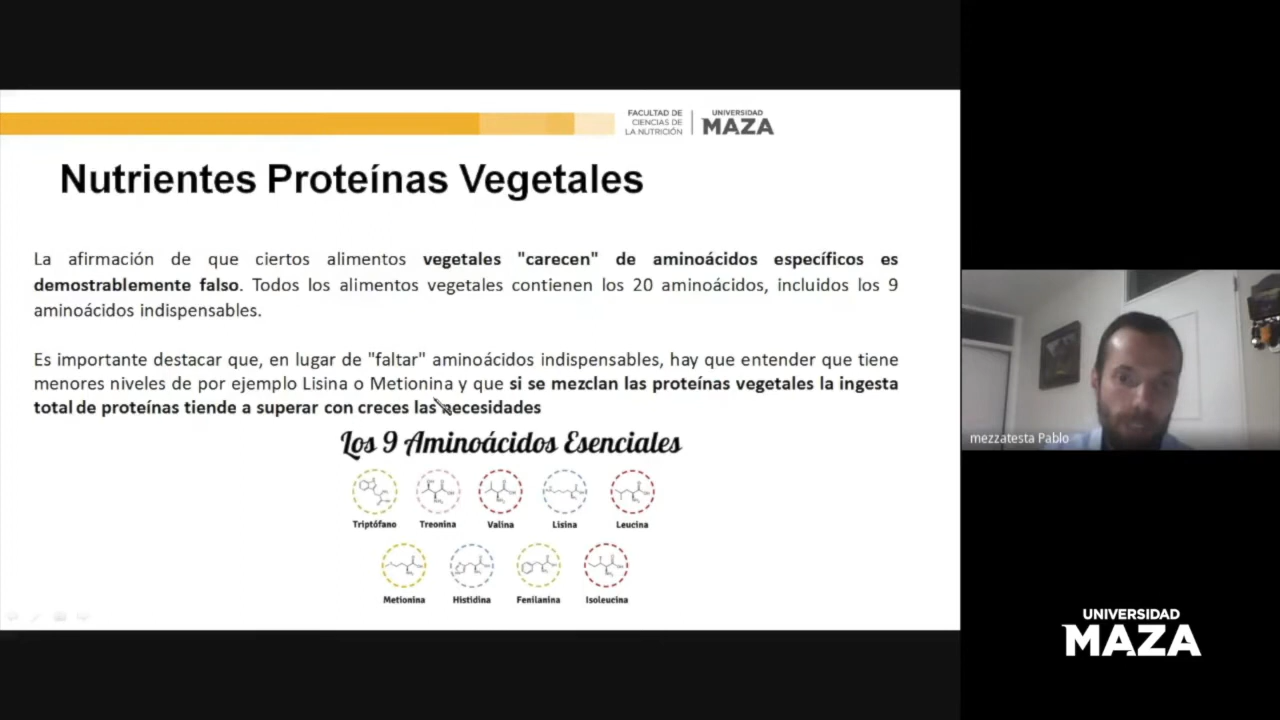 FACULTAD DE
CIENCIAS DE
LA NUTRICIÓN
UNIVERSIDAD
MAZA
Nutrientes Proteínas Vegetales
La afirmación de que ciertos alimentos vegetales "carecen" de aminoácidos específicos es
demostrablemente falso. Todos los alimentos vegetales contienen los 20 aminoácidos, incluidos los 9
aminoácidos indispensables.
Es importante destacar que, en lugar de "faltar" aminoácidos indispensables, hay que entender que tiene
menores niveles de por ejemplo Lisina o Metionina y que si se mezclan las proteínas vegetales la ingesta
total de proteínas tiende a superar con creces las necesidades
Los 9 Aminoácidos Esenciales
Triptófano Treonina Valina Lisina Leucina
Metionina Histidina Fenilanina Isoleucina
mezzatesta Pablo
UNIVERSIDAD
MAZA